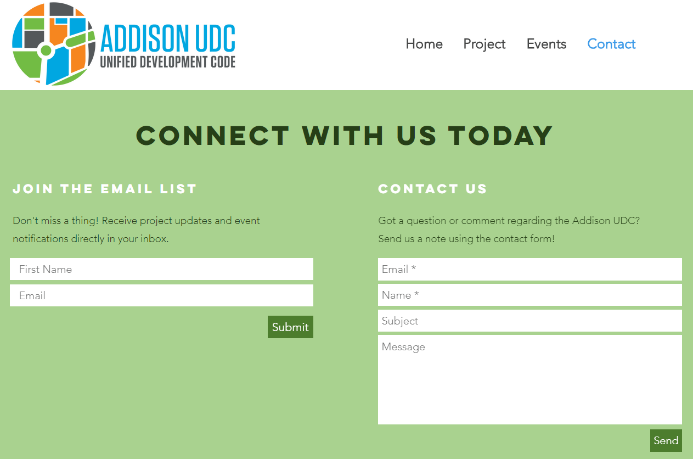 ADDISON UDC
UNIFIED DEVELOPMENT CODE
Home Project Events Contact
CONNECT WITH US TODAY
JOIN THE EMAIL LIST
Don't miss a thing! Receive project updates and event
notifications directly in your inbox.
First Name
Email
Submit
CONTACT US
Got a question or comment regarding the Addison UDC?
Send us a note using the contact form!
Email *
Name *
Subject
Message
Send